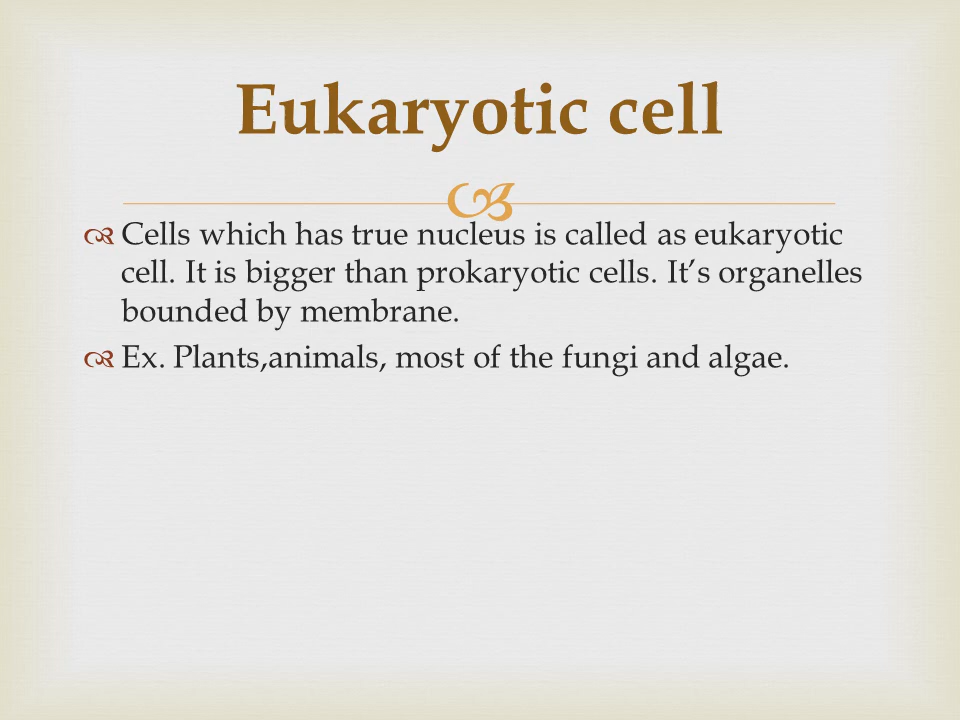 Eukaryotic cell
Cells which has true nucleus is called as eukaryotic
cell. It is bigger than prokaryotic cells. It’s organelles
bounded by membrane.
Ex. Plants,animals, most of the fungi and algae.